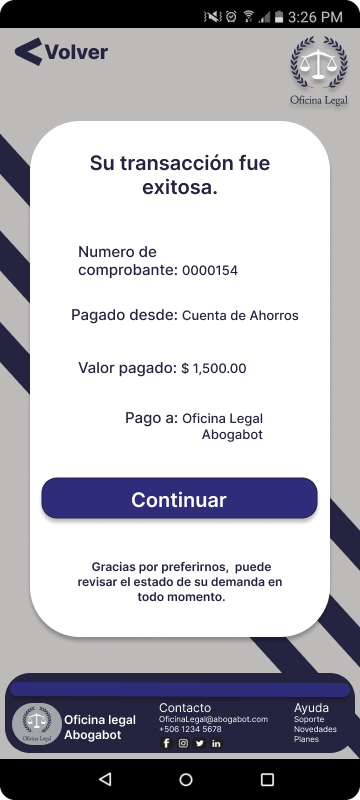 3:26 PM
Volver
Oficina Legal
Su transacción fue
exitosa.
Numero de
comprobante: 0000154
Pagado desde: Cuenta de Ahorros
Valor pagado: $ 1,500.00
Pago a: Oficina Legal
Abogabot
Continuar
Gracias por preferirnos, puede
revisar el estado de su demanda en
todo momento.
Oficina Legal
Oficina legal
Abogabot
Contacto
OficinaLegal@abogabot.com
+506 1234 5678
Ayuda
Soporte
Novedades
Planes